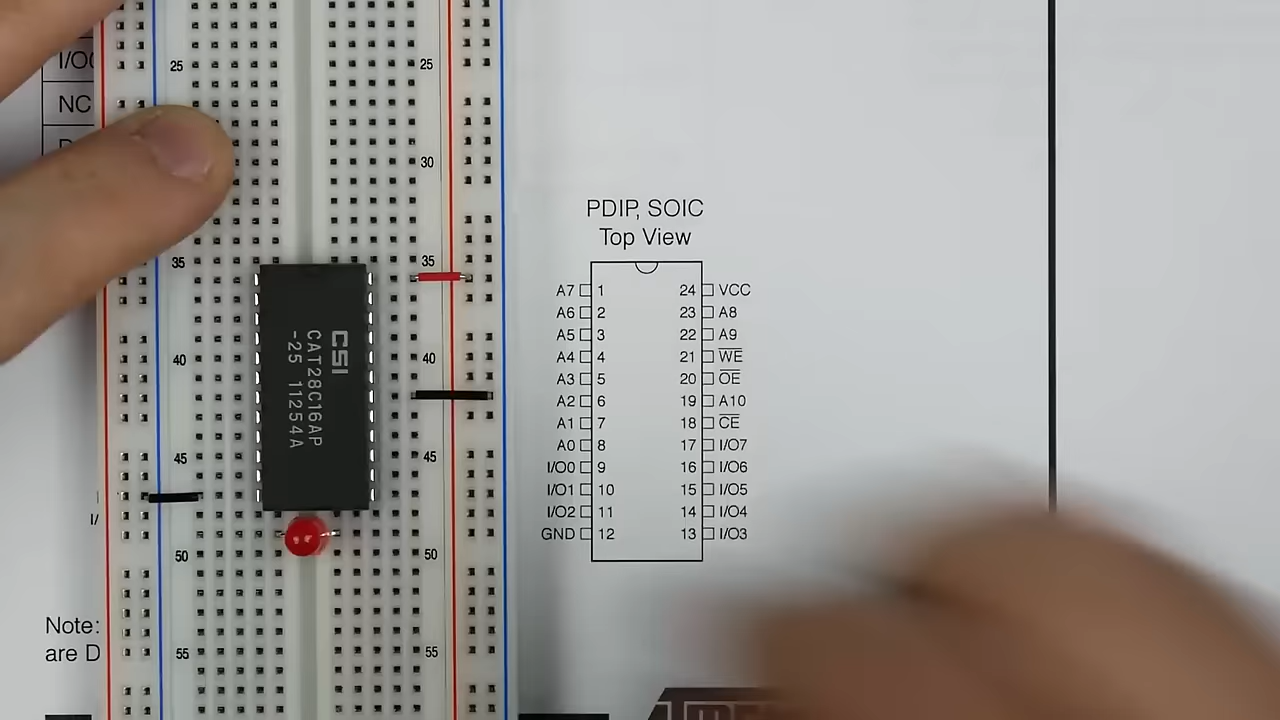 I/O
NC
25
25
30
35
35
40
40
45
45
50
50
55
55
CSI
CAT28C16AP
-25 11254A
PDIP, SOIC
Top View
A7 1 24 VCC
A6 2 23 A8
A5 3 22 A9
A4 4 21 WE
A3 5 20 OE
A2 6 19 A10
A1 7 18 CE
A0 8 17 I/O7
I/O0 9 16 I/O6
I/O1 10 15 I/O5
I/O2 11 14 I/O4
GND 12 13 I/O3
I/
Note:
are D